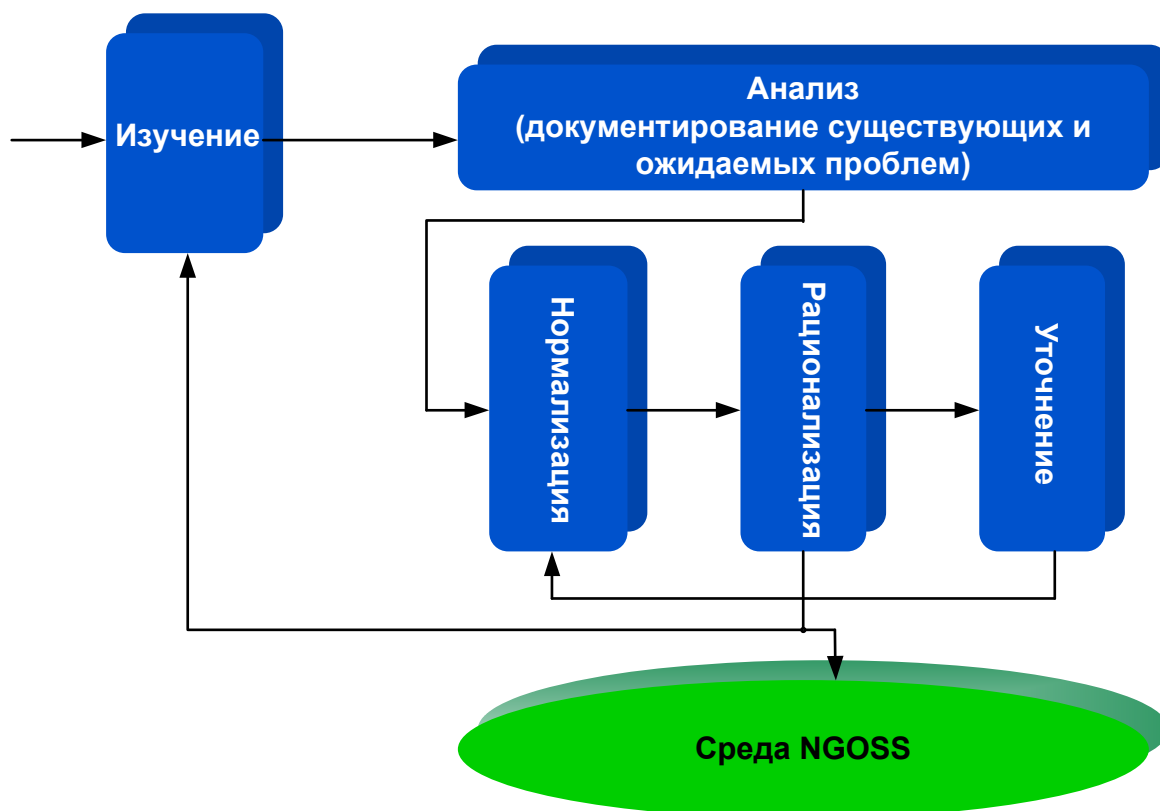 Изучение
Анализ
(документирование существующих и
ожидаемых проблем)
Нормализация
Рационализация
Уточнение
Среда NGOSS